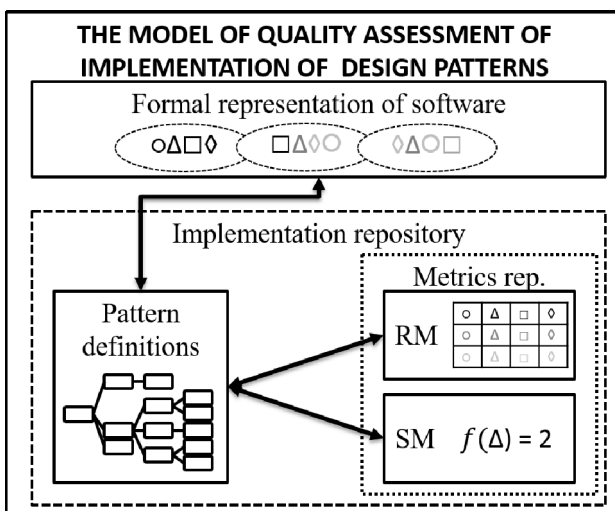 THE MODEL OF QUALITY ASSESSMENT OF
IMPLEMENTATION OF DESIGN PATTERNS
Formal representation of software
Implementation repository
Metrics rep.
Pattern
definitions
RM
SM f(Δ) = 2